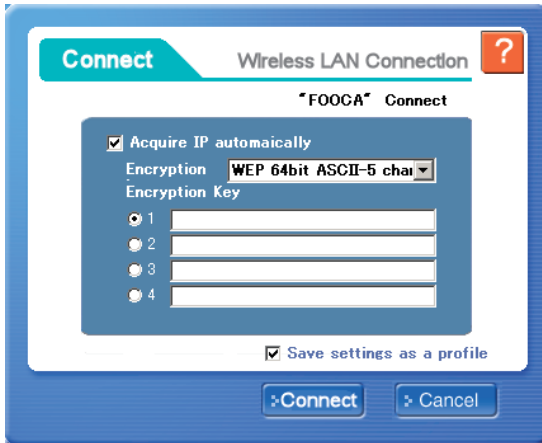 Connect
Wireless LAN Connection
?
"FOOCA" Connect
Acquire IP automaically
Encryption WEP 64bit ASCII-5 char
Encryption Key
1
2
3
4
Save settings as a profile
Connect
Cancel